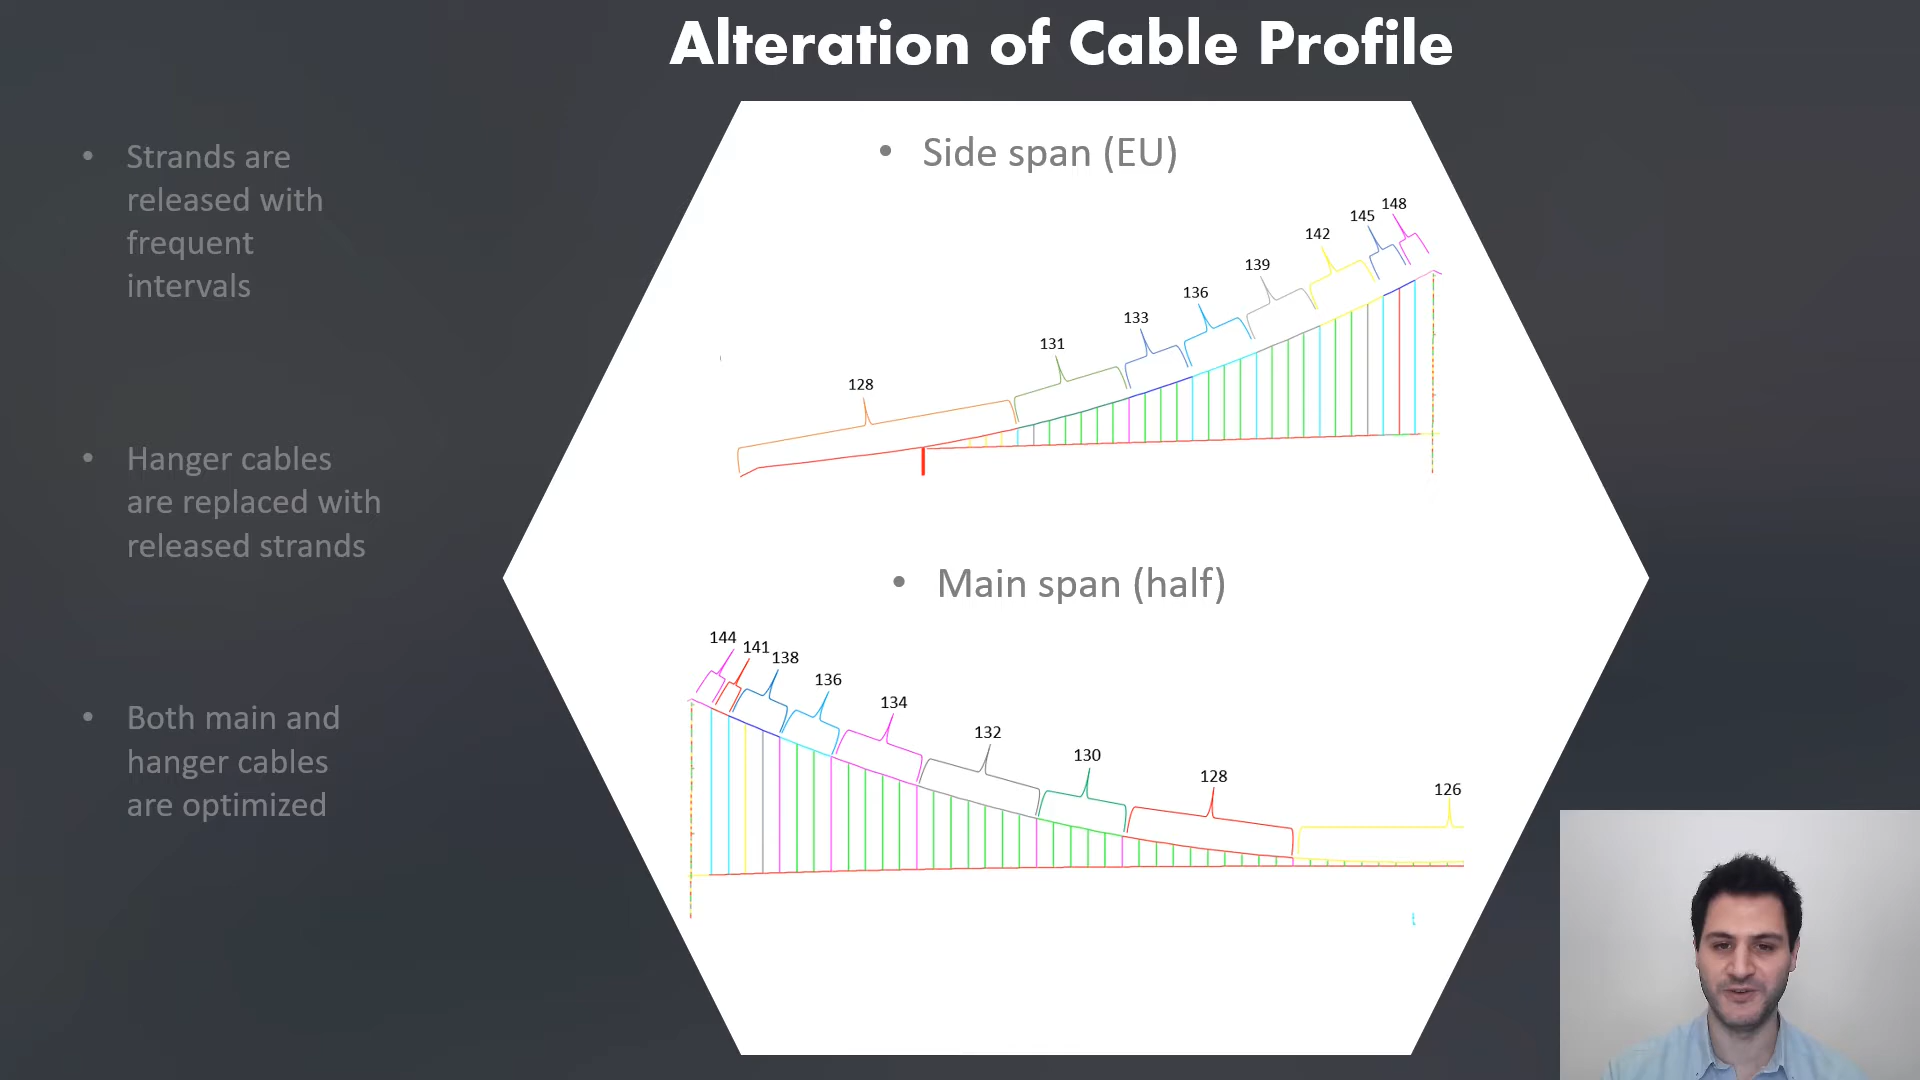 Alteration of Cable Profile
• Strands are
released with
frequent
intervals
• Hanger cables
are replaced with
released strands
• Both main and
hanger cables
are optimized
• Side span (EU)
148
145
142
139
136
133
131
128
• Main span (half)
144
141
138
136
134
132
130
128
126